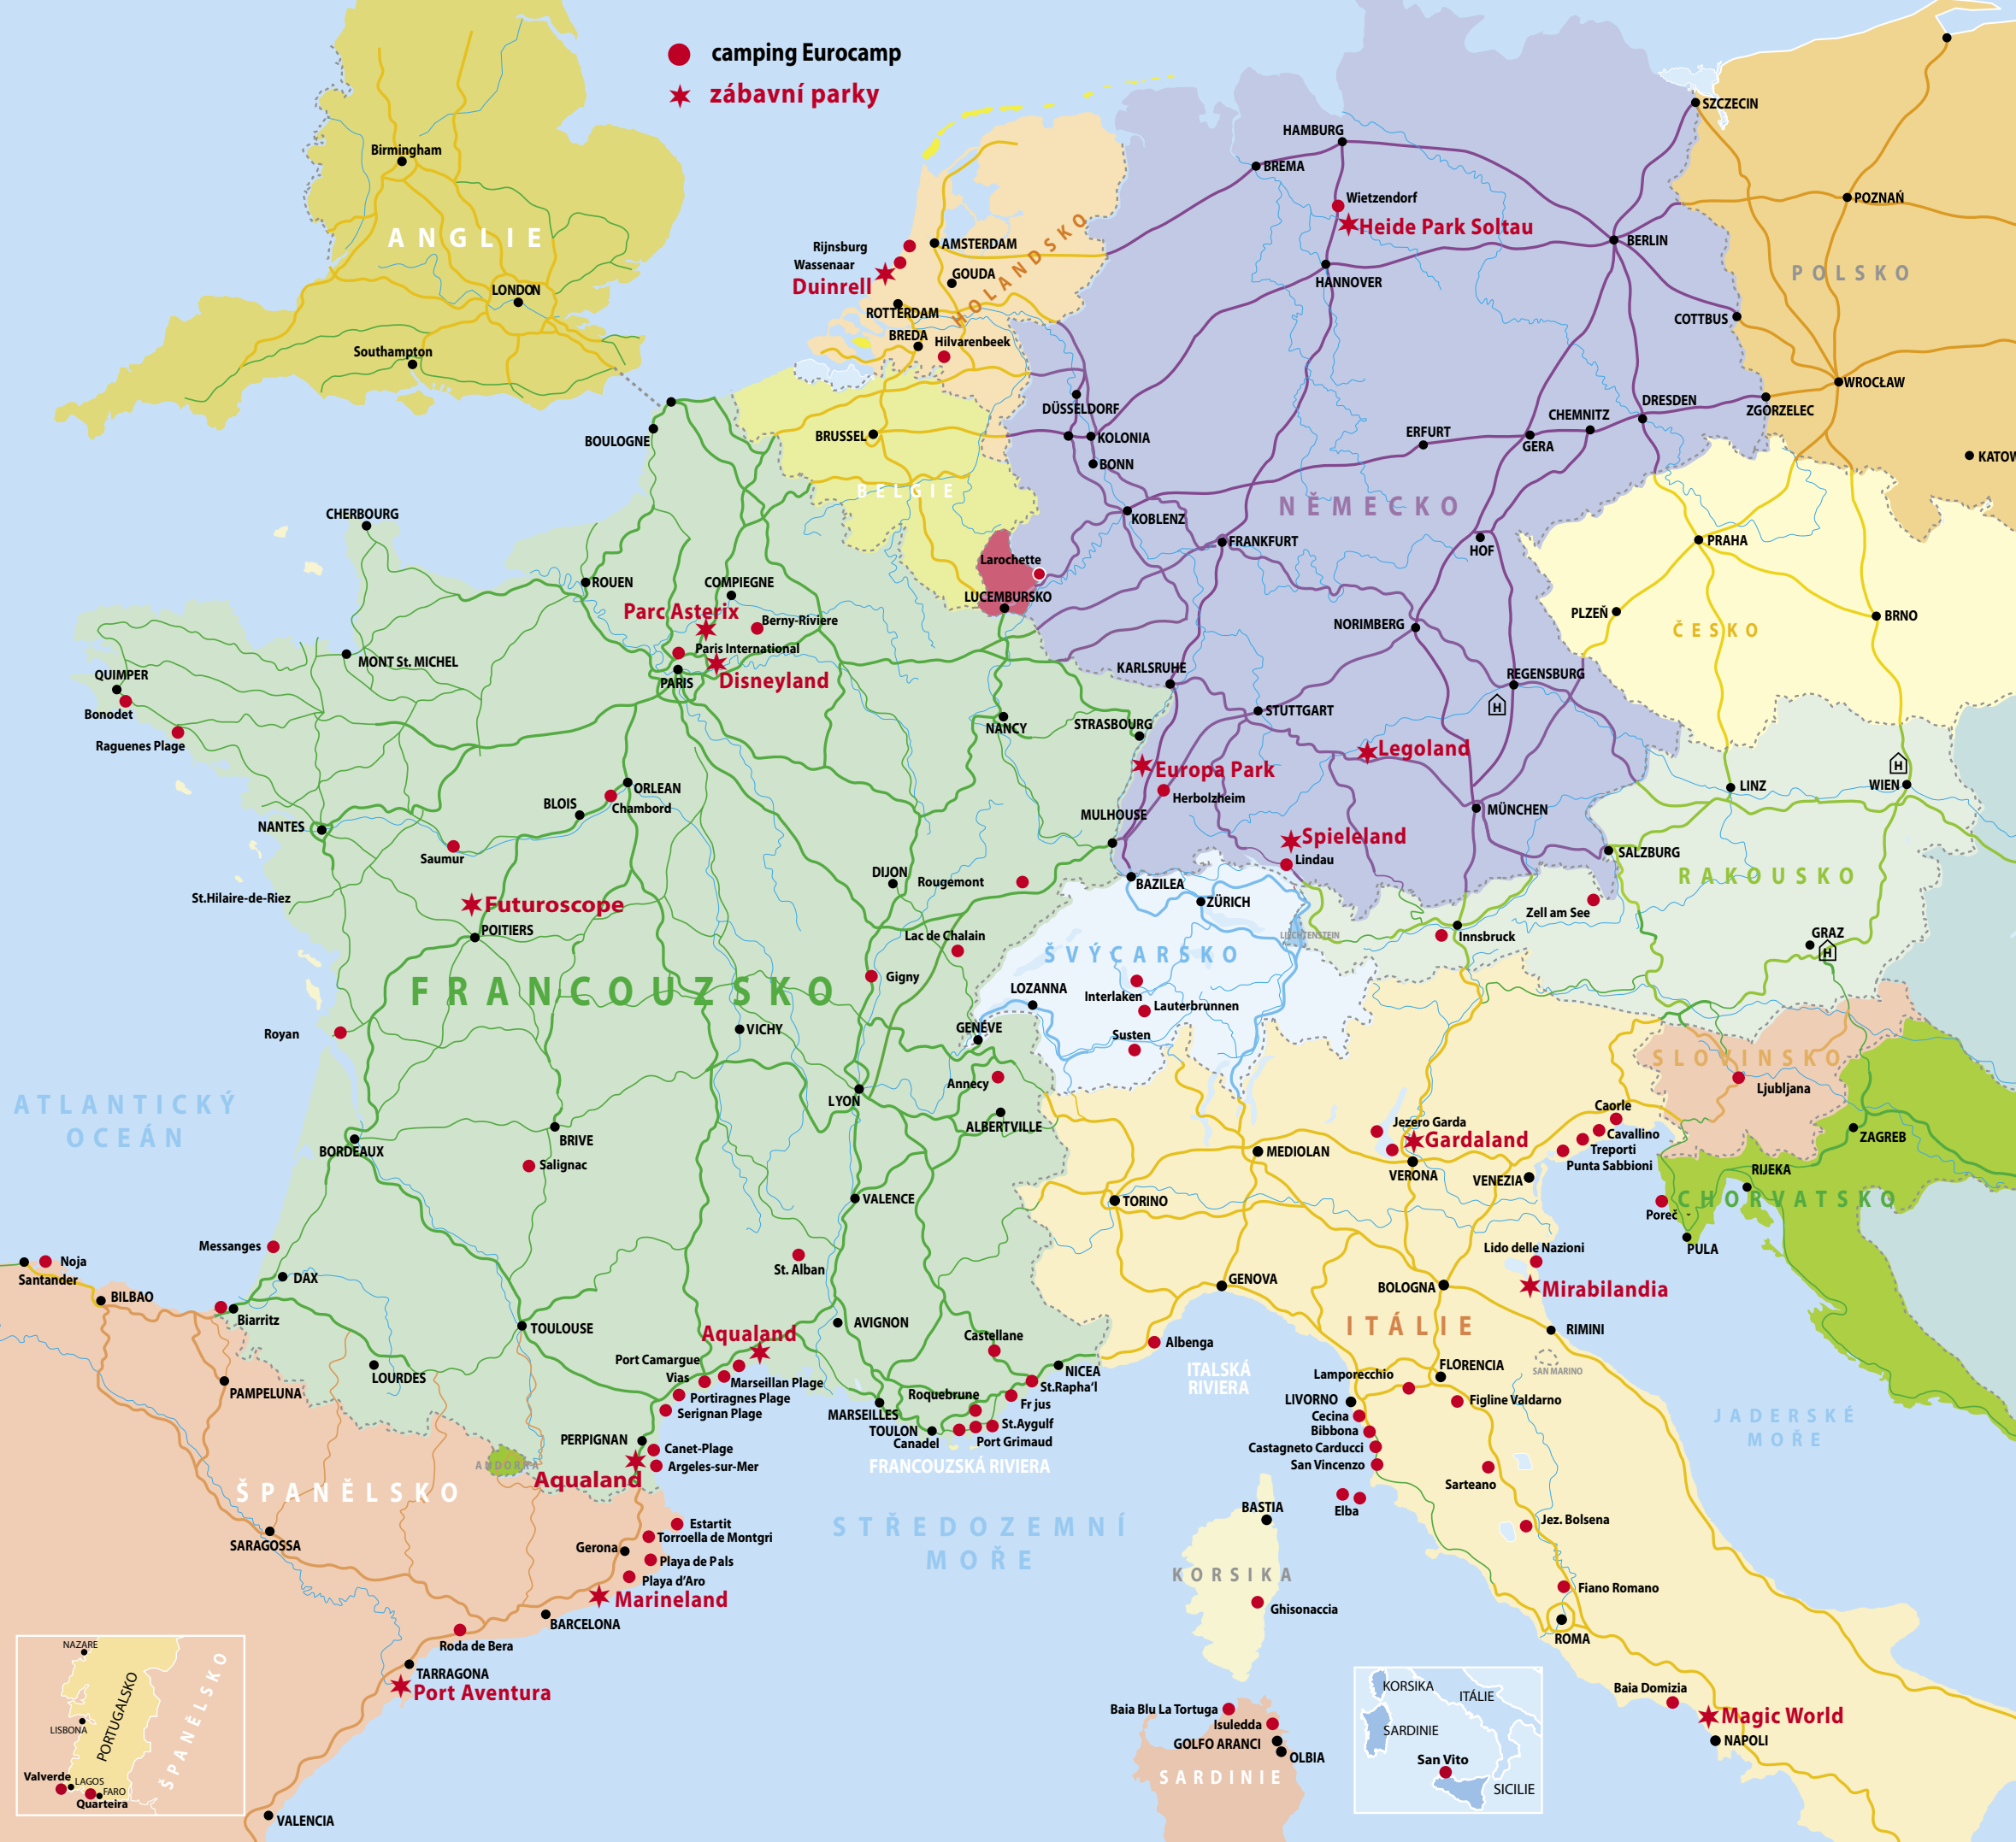 camping Eurocamp
zábavní parky
SZCZECIN
HAMBURG
BREMA
Birmingham
Wietzendorf
POZNAŃ
Heide Park Soltau
ANGLIE
Rijnsburg
AMSTERDAM
BERLIN
Wassenaar
GOUDA
HOLANDSKO
POLSKO
Duinrell
HANNOVER
LONDON
ROTTERDAM
COTTBUS
BREDA
Hilvarenbeek
Southampton
WROCŁAW
DÜSSELDORF
DRESDEN
ZGORZELEC
CHEMNITZ
BOULOGNE
BRUSSEL
KOLONIA
ERFURT
GERA
KATOW
BONN
BELGIE
NĚMECKO
CHERBOURG
KOBLENZ
FRANKFURT
HOF
PRAHA
Larochette
ROUEN
COMPIEGNE
LUCEMBURSKO
Parc Asterix
Berny-Riviere
PLZEŇ
BRNO
NORIMBERG
ČESKO
Paris International
MONT St. MICHEL
KARLSRUHE
QUIMPER
PARIS
Disneyland
REGENSBURG
H
Bonodet
STUTTGART
NANCY
STRASBOURG
Raguenes Plage
Legoland
Europa Park
H
ORLEAN
LINZ
WIEN
BLOIS
Chambord
Herbolzheim
MULHOUSE
MÜNCHEN
NANTES
Spieleland
Saumur
Lindau
SALZBURG
DIJON
Rougemont
BAZILEA
RAKOUSKO
St.Hilaire-de-Riez
Futuroscope
ZÜRICH
Zell am See
POITIERS
Lac de Chalain
LIECHTENSTEIN
Innsbruck
GRAZ
H
ŠVÝCARSKO
Gigny
FRANCOUZSKO
LOZANNA
Interlaken
Lauterbrunnen
Royan
VICHY
GENÉVE
Susten
SLOVINSKO
Annecy
Ljubljana
ATLANTICKÝ
OCEÁN
LYON
Caorle
ALBERTVILLE
Jezero Garda
Cavallino
ZAGREB
BRIVE
Gardaland
Treporti
BORDEAUX
MEDIOLAN
Punta Sabbioni
Salignac
VERONA
VENEZIA
RIJEKA
VALENCE
TORINO
CHORVATSKO
Poreč
Messanges
Lido delle Nazioni
PULA
Noja
St. Alban
Santander
DAX
GENOVA
BOLOGNA
Mirabilandia
BILBAO
Biarritz
AVIGNON
TOULOUSE
ITÁLIE
RIMINI
Aqualand
Castellane
Albenga
Port Camargue
ITALSKÁ
RIVIERA
FLORENCIA
SAN MARINO
LOURDES
Vias
NICEA
Lamporecchio
Marseillan Plage
St.Rapha'l
PAMPELUNA
Portiragnes Plage
Roquebrune
Fr jus
LIVORNO
Figline Valdarno
Serignan Plage
MARSEILLES
Cecina
JADERSKÉ
MOŘE
St.Aygulf
TOULON
Bibbona
PERPIGNAN
Canadel
Port Grimaud
Canet-Plage
Castagneto Carducci
ANDORRA
Argeles-sur-Mer
FRANCOUZSKÁ RIVIERA
San Vincenzo
Aqualand
Sarteano
ŠPANĚLSKO
BASTIA
Elba
Estartit
STŘEDOZEMNÍ
MOŘE
Jez. Bolsena
Torroella de Montgri
SARAGOSSA
Gerona
Playa de Pals
KORSIKA
Playa d'Aro
Fiano Romano
Marineland
Ghisonaccia
BARCELONA
ROMA
Roda de Bera
TARRAGONA
Port Aventura
Baia Domizia
Baia Blu La Tortuga
Isuledda
Magic World
GOLFO ARANCI
OLBIA
NAPOLI
SARDINIE
VALENCIA
NAZARE
PORTUGALSKO
ŠPANĚLSKO
LISBONA
Valverde
LAGOS
FARO
Quarteira
KORSIKA
ITÁLIE
SARDINIE
San Vito
SICILIE